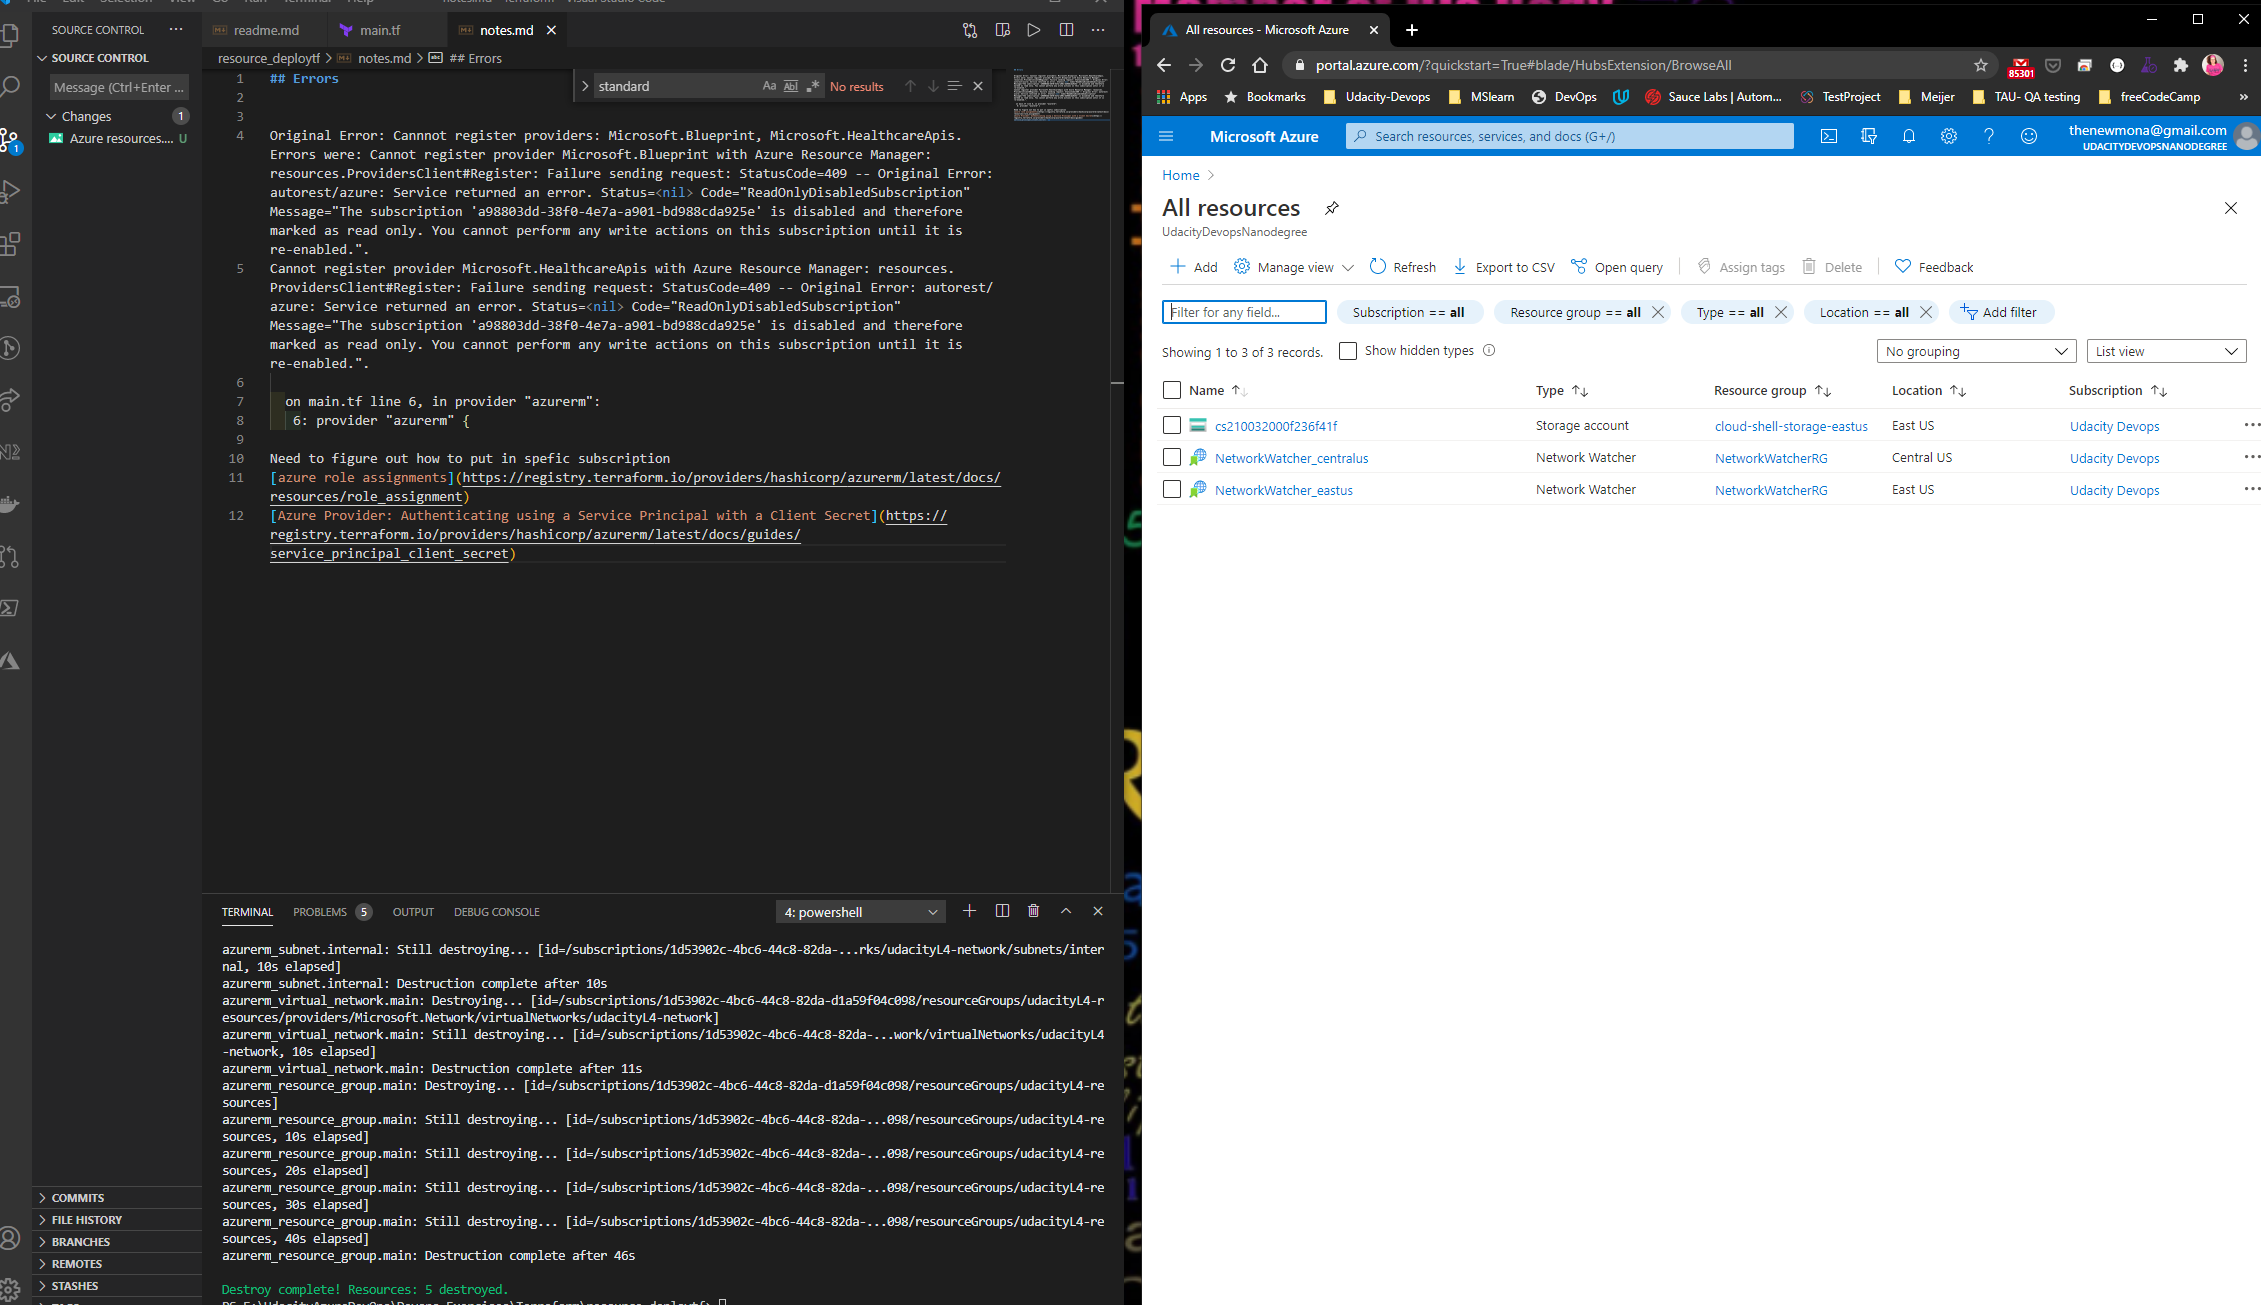 SOURCE CONTROL
SOURCE CONTROL
Message (Ctrl+Enter ...
Changes 1
Azure resources.... U
1
COMMITS
FILE HISTORY
BRANCHES
REMOTES
STASHES
readme.md
main.tf
notes.md
resource_deploytf > notes.md > ## Errors
standard
Aa
Abl
No results
1 ## Errors
2
3
4 Original Error: Cannnot register providers: Microsoft.Blueprint, Microsoft.HealthcareApis.
Errors were: Cannot register provider Microsoft.Blueprint with Azure Resource Manager:
resources.ProvidersClient#Register: Failure sending request: StatusCode=409 -- Original Error:
autorest/azure: Service returned an error. Status=<nil> Code="ReadOnlyDisabledSubscription"
Message="The subscription 'a98803dd-38f0-4e7a-a901-bd988cda925e' is disabled and therefore
marked as read only. You cannot perform any write actions on this subscription until it is
re-enabled.".
5 Cannot register provider Microsoft.HealthcareApis with Azure Resource Manager: resources.
ProvidersClient#Register: Failure sending request: StatusCode=409 -- Original Error: autorest/
azure: Service returned an error. Status=<nil> Code="ReadOnlyDisabledSubscription"
Message="The subscription 'a98803dd-38f0-4e7a-a901-bd988cda925e' is disabled and therefore
marked as read only. You cannot perform any write actions on this subscription until it is
re-enabled.".
6
7 on main.tf line 6, in provider "azurerm":
8 6: provider "azurerm" {
9
10 Need to figure out how to put in spefic subscription
11 [azure role assignments](https://registry.terraform.io/providers/hashicorp/azurerm/latest/docs/
resources/role_assignment)
12 [Azure Provider: Authenticating using a Service Principal with a Client Secret](https://
registry.terraform.io/providers/hashicorp/azurerm/latest/docs/guides/
service_principal_client_secret)
TERMINAL PROBLEMS 5 OUTPUT DEBUG CONSOLE 4: powershell
azurerm_subnet.internal: Still destroying... [id=/subscriptions/1d53902c-4bc6-44c8-82da-...rks/udacityL4-network/subnets/inter
nal, 10s elapsed]
azurerm_subnet.internal: Destruction complete after 10s
azurerm_virtual_network.main: Destroying... [id=/subscriptions/1d53902c-4bc6-44c8-82da-d1a59f04c098/resourceGroups/udacityL4-r
esources/providers/Microsoft.Network/virtualNetworks/udacityL4-network]
azurerm_virtual_network.main: Still destroying... [id=/subscriptions/1d53902c-4bc6-44c8-82da-...work/virtualNetworks/udacityL4
-network, 10s elapsed]
azurerm_virtual_network.main: Destruction complete after 11s
azurerm_resource_group.main: Destroying... [id=/subscriptions/1d53902c-4bc6-44c8-82da-d1a59f04c098/resourceGroups/udacityL4-re
sources]
azurerm_resource_group.main: Still destroying... [id=/subscriptions/1d53902c-4bc6-44c8-82da-...098/resourceGroups/udacityL4-re
sources, 10s elapsed]
azurerm_resource_group.main: Still destroying... [id=/subscriptions/1d53902c-4bc6-44c8-82da-...098/resourceGroups/udacityL4-re
sources, 20s elapsed]
azurerm_resource_group.main: Still destroying... [id=/subscriptions/1d53902c-4bc6-44c8-82da-...098/resourceGroups/udacityL4-re
sources, 30s elapsed]
azurerm_resource_group.main: Still destroying... [id=/subscriptions/1d53902c-4bc6-44c8-82da-...098/resourceGroups/udacityL4-re
sources, 40s elapsed]
azurerm_resource_group.main: Destruction complete after 46s
Destroy complete! Resources: 5 destroyed.
All resources - Microsoft Azure
portal.azure.com/?quickstart=True#blade/HubsExtension/BrowseAll
85301
Apps Bookmarks Udacity-Devops MSlearn DevOps Sauce Labs | Autom... TestProject Meijer TAU- QA testing freeCodeCamp »
Microsoft Azure
Search resources, services, and docs (G+/)
thenewmona@gmail.com
UDACITYDEVOPSNANODEGREE
Home >
All resources
UdacityDevopsNanodegree
Add Manage view Refresh Export to CSV Open query Assign tags Delete Feedback
Filter for any field... Subscription == all Resource group == all Type == all Location == all Add filter
Showing 1 to 3 of 3 records. Show hidden types No grouping List view
Name Type Resource group Location Subscription
cs210032000f236f41f Storage account cloud-shell-storage-eastus East US Udacity Devops
NetworkWatcher_centralus Network Watcher NetworkWatcherRG Central US Udacity Devops
NetworkWatcher_eastus Network Watcher NetworkWatcherRG East US Udacity Devops